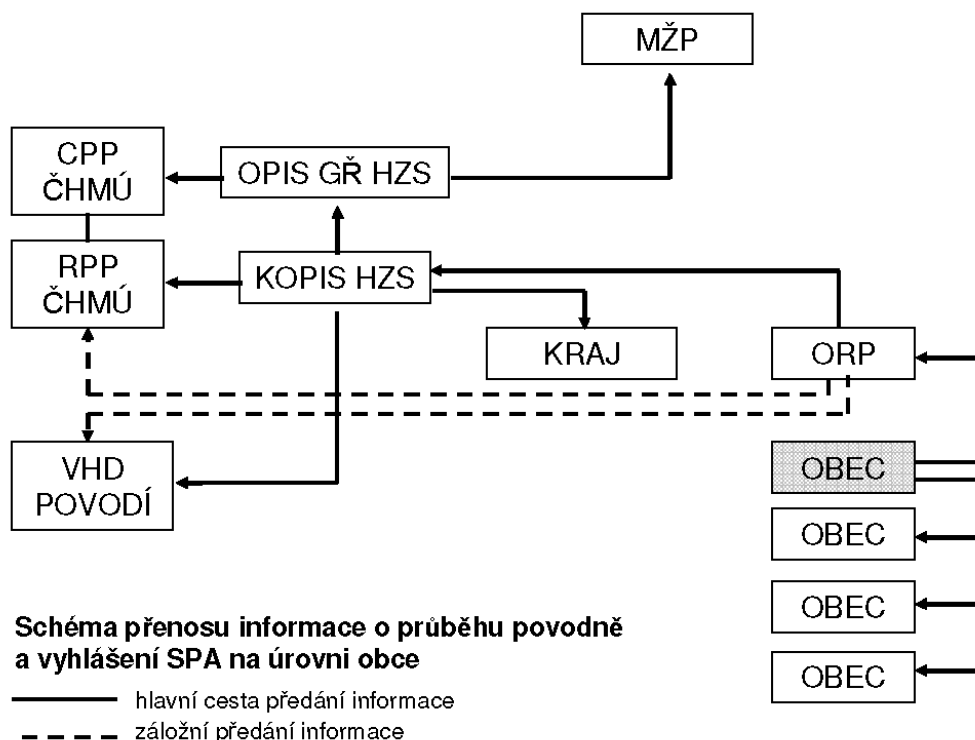 MŽP
CPP
ČHMÚ
OPIS GŘ HZS
RPP
ČHMÚ
KOPIS HZS
KRAJ
ORP
VHD
POVODÍ
OBEC
OBEC
OBEC
OBEC
Schéma přenosu informace o průběhu povodně
a vyhlášení SPA na úrovni obce
hlavní cesta předání informace
záložní předání informace